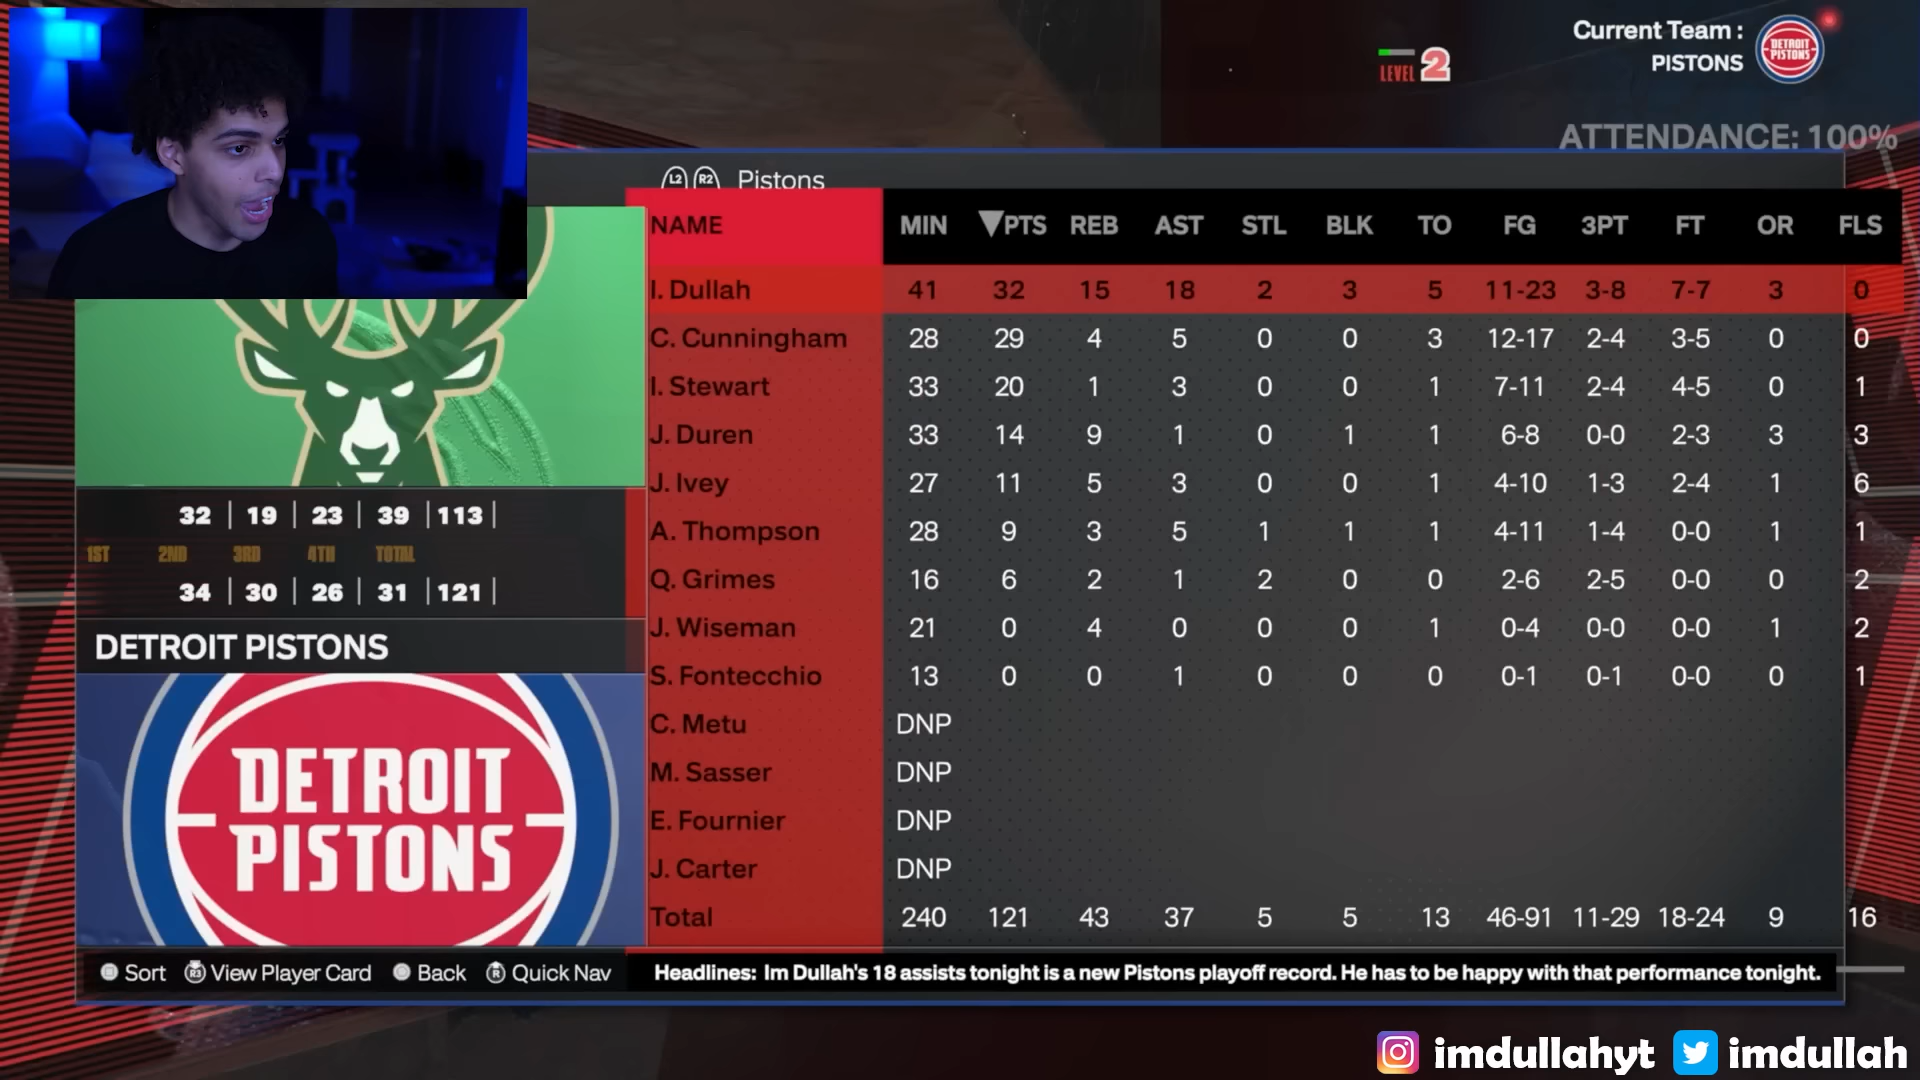 Current Team :
PISTONS
DETROIT PISTONS
LEVEL 2
ATTENDANCE: 100%
L2 R2 Pistons
NAME MIN PTS REB AST STL BLK TO FG 3PT FT OR FLS
I. Dullah 41 32 15 18 2 3 5 11-23 3-8 7-7 3 0
C. Cunningham 28 29 4 5 0 0 3 12-17 2-4 3-5 0 0
I. Stewart 33 20 1 3 0 0 1 7-11 2-4 4-5 0 1
J. Duren 33 14 9 1 0 1 1 6-8 0-0 2-3 3 3
J. Ivey 27 11 5 3 0 0 1 4-10 1-3 2-4 1 6
A. Thompson 28 9 3 5 1 1 1 4-11 1-4 0-0 1 1
Q. Grimes 16 6 2 1 2 0 0 2-6 2-5 0-0 0 2
J. Wiseman 21 0 4 0 0 0 1 0-4 0-0 0-0 1 2
S. Fontecchio 13 0 0 1 0 0 0 0-1 0-1 0-0 0 1
C. Metu DNP
M. Sasser DNP
E. Fournier DNP
J. Carter DNP
Total 240 121 43 37 5 5 13 46-91 11-29 18-24 9 16
32 | 19 | 23 | 39 | 113 |
1ST 2ND 3RD 4TH TOTAL
34 | 30 | 26 | 31 | 121 |
DETROIT PISTONS
DETROIT
PISTONS
Sort R3 View Player Card Back R Quick Nav
Headlines: Im Dullah's 18 assists tonight is a new Pistons playoff record. He has to be happy with that performance tonight.
imdullahyt imdullah